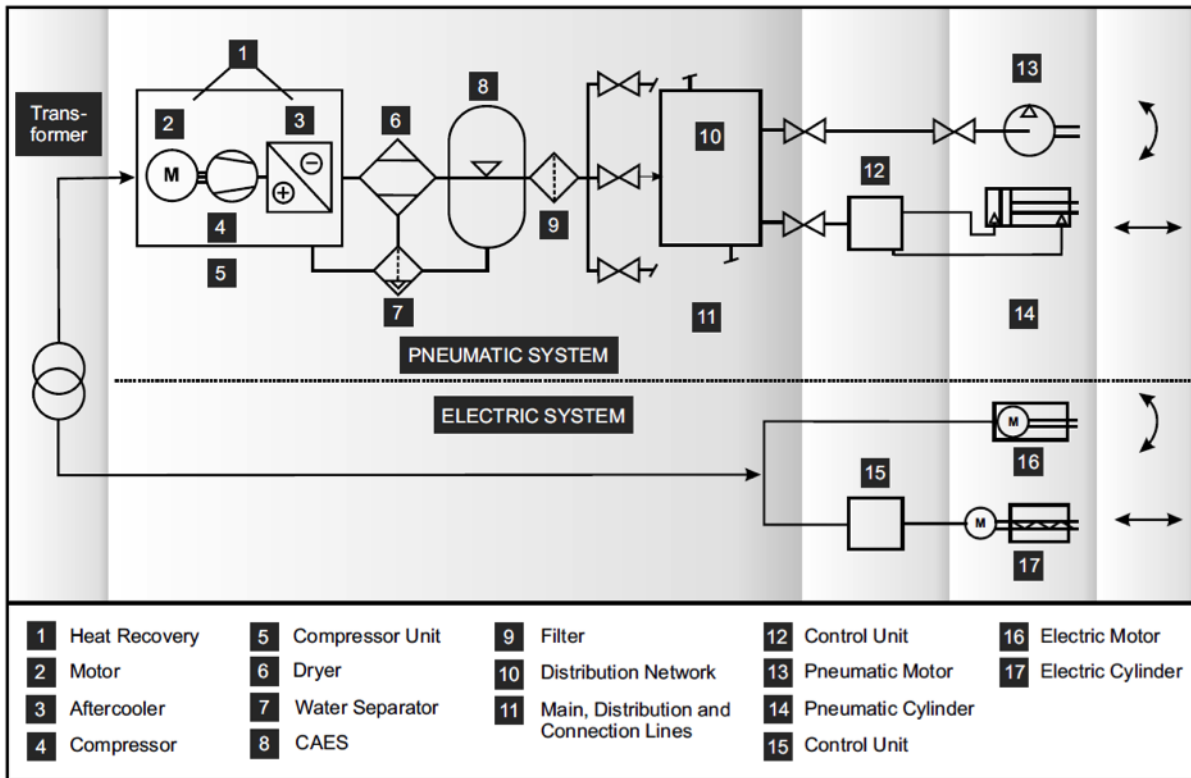 1
8
13
Trans-
former
2
3
6
10
12
M
4
9
5
7
11
14
PNEUMATIC SYSTEM
ELECTRIC SYSTEM
M
16
15
M
17
1 Heat Recovery
2 Motor
3 Aftercooler
4 Compressor
5 Compressor Unit
6 Dryer
7 Water Separator
8 CAES
9 Filter
10 Distribution Network
11 Main, Distribution and
Connection Lines
12 Control Unit
13 Pneumatic Motor
14 Pneumatic Cylinder
15 Control Unit
16 Electric Motor
17 Electric Cylinder